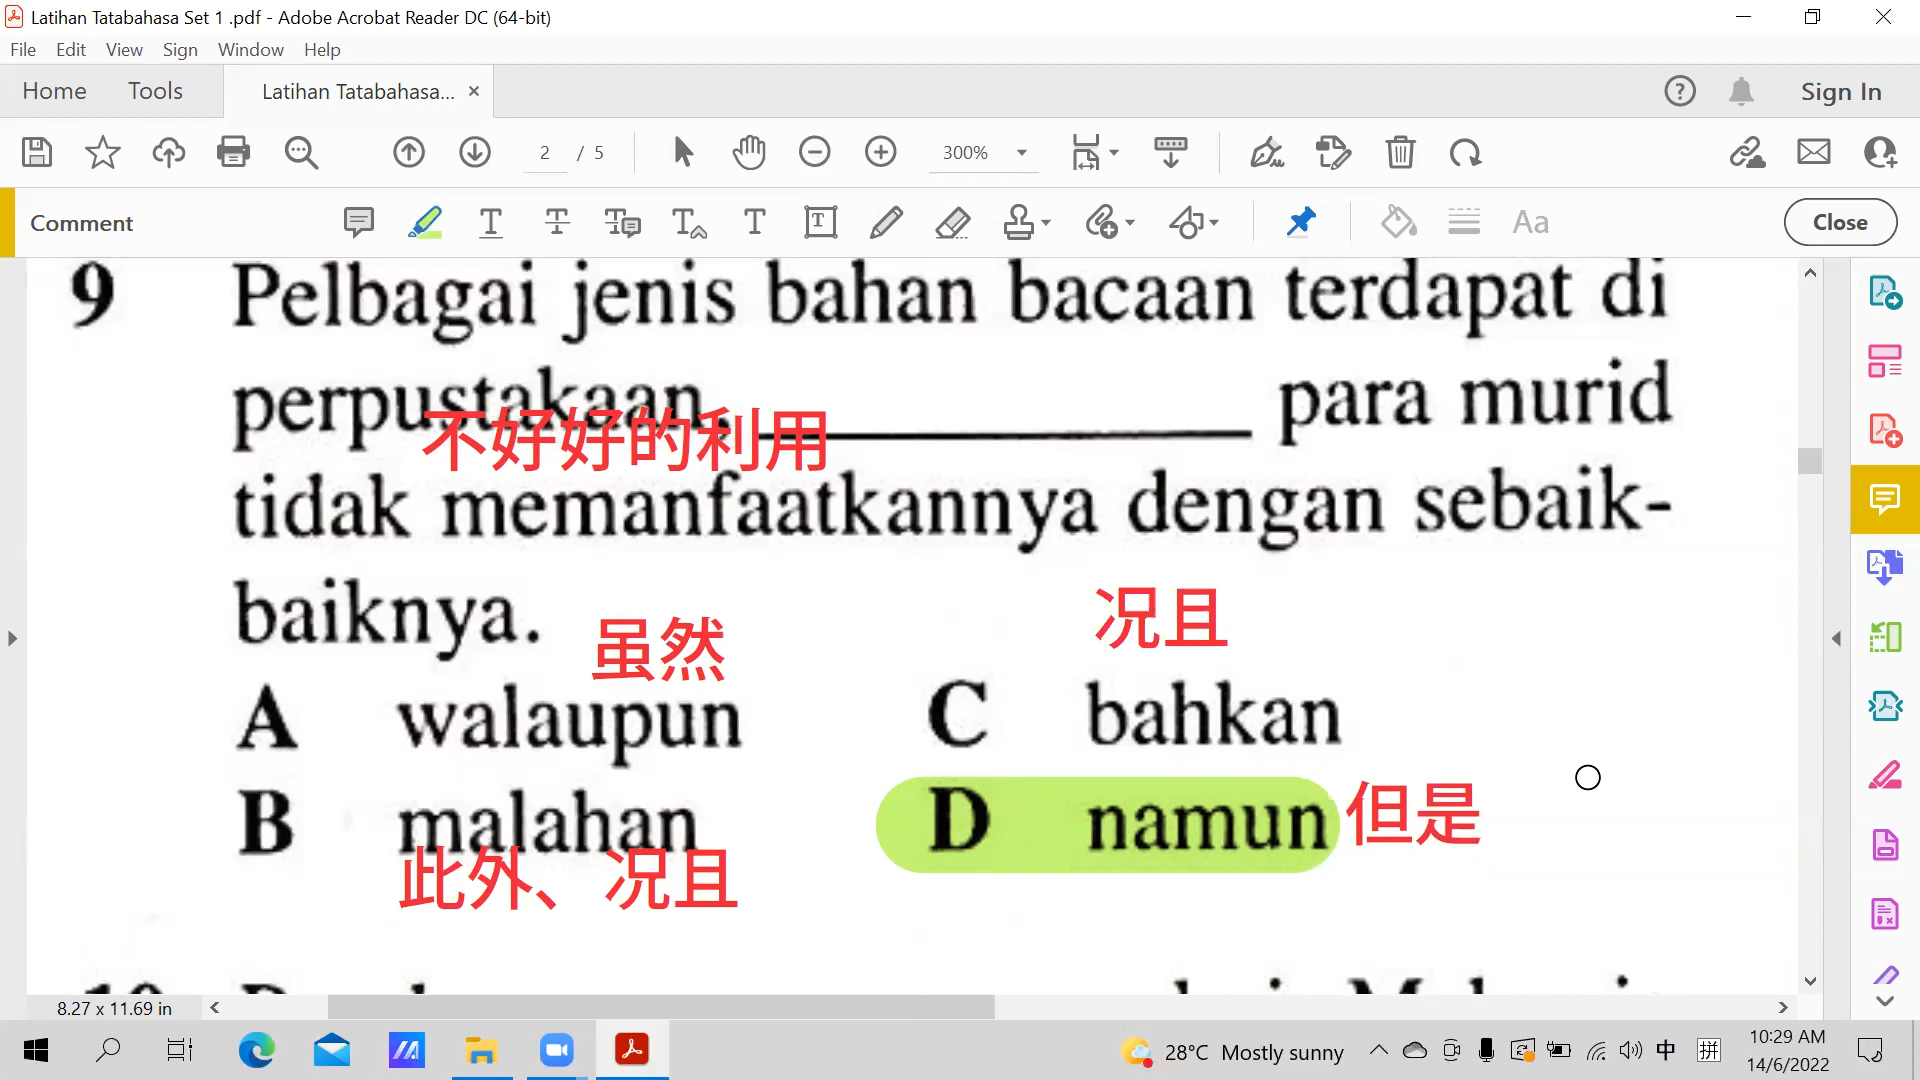 Latihan Tatabahasa Set 1 .pdf - Adobe Acrobat Reader DC (64-bit)
File Edit View Sign Window Help
Home Tools Latihan Tatabahasa... × Sign In
2 / 5 300%
Comment Aa Close
9 Pelbagai jenis bahan bacaan terdapat di
perpustakaan, __________ para murid
不好好的利用
tidak memanfaatkannya dengan sebaik-
baiknya.
虽然 况且
A walaupun C bahkan
B malahan D namun 但是
此外、况且
8.27 x 11.69 in
28°C Mostly sunny 中 拼 10:29 AM
14/6/2022